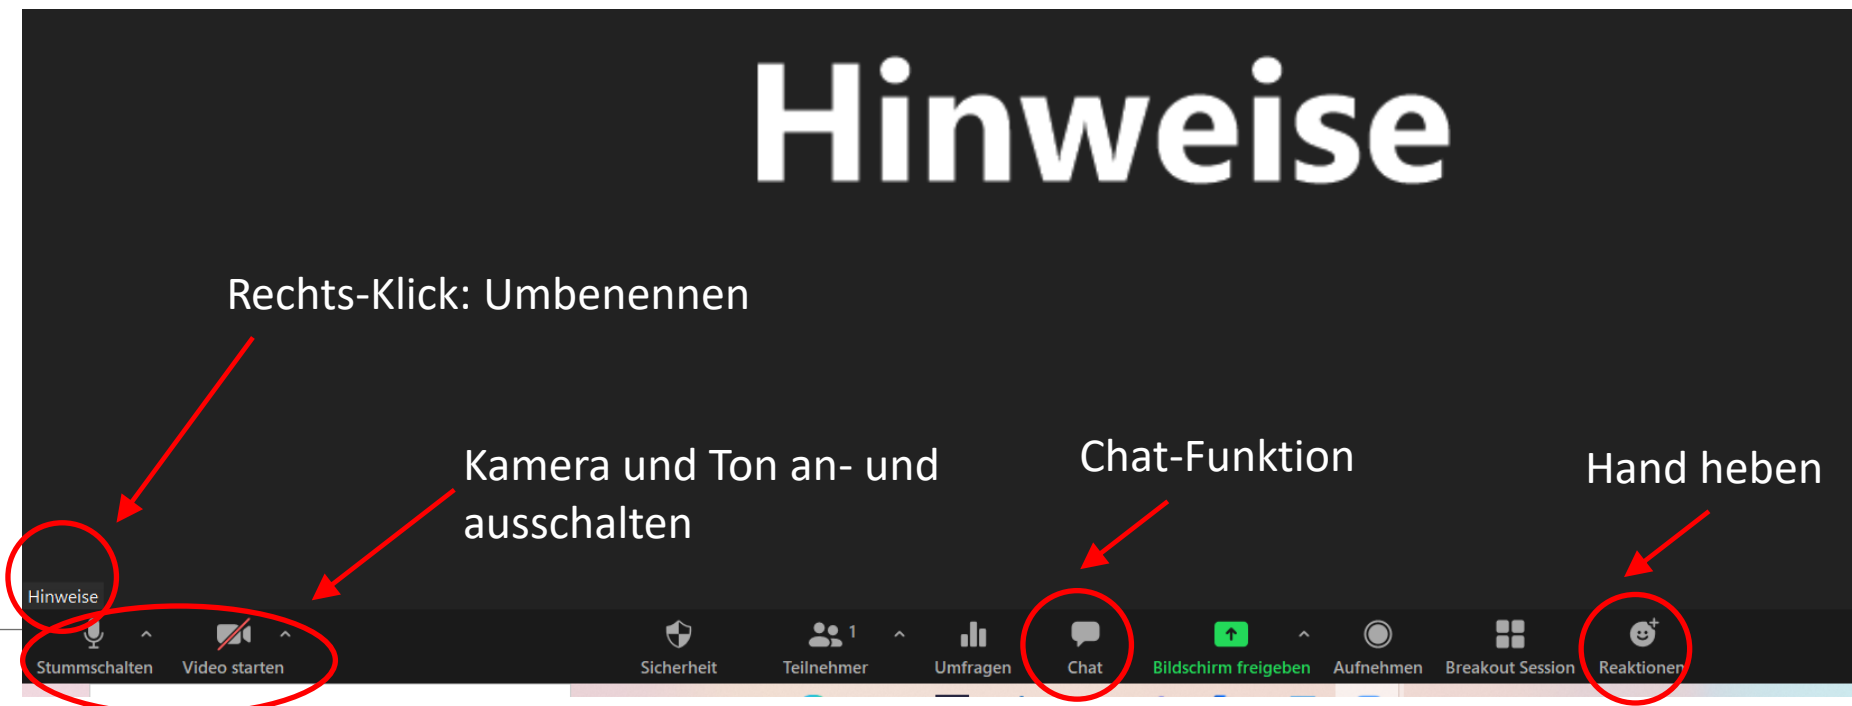 Hinweise
Rechts-Klick: Umbenennen
Kamera und Ton an- und
ausschalten
Chat-Funktion
Hand heben
Hinweise
1
Stummschalten
Video starten
Sicherheit
Teilnehmer
Umfragen
Chat
Bildschirm freigeben
Aufnehmen
Breakout Session
Reaktionen